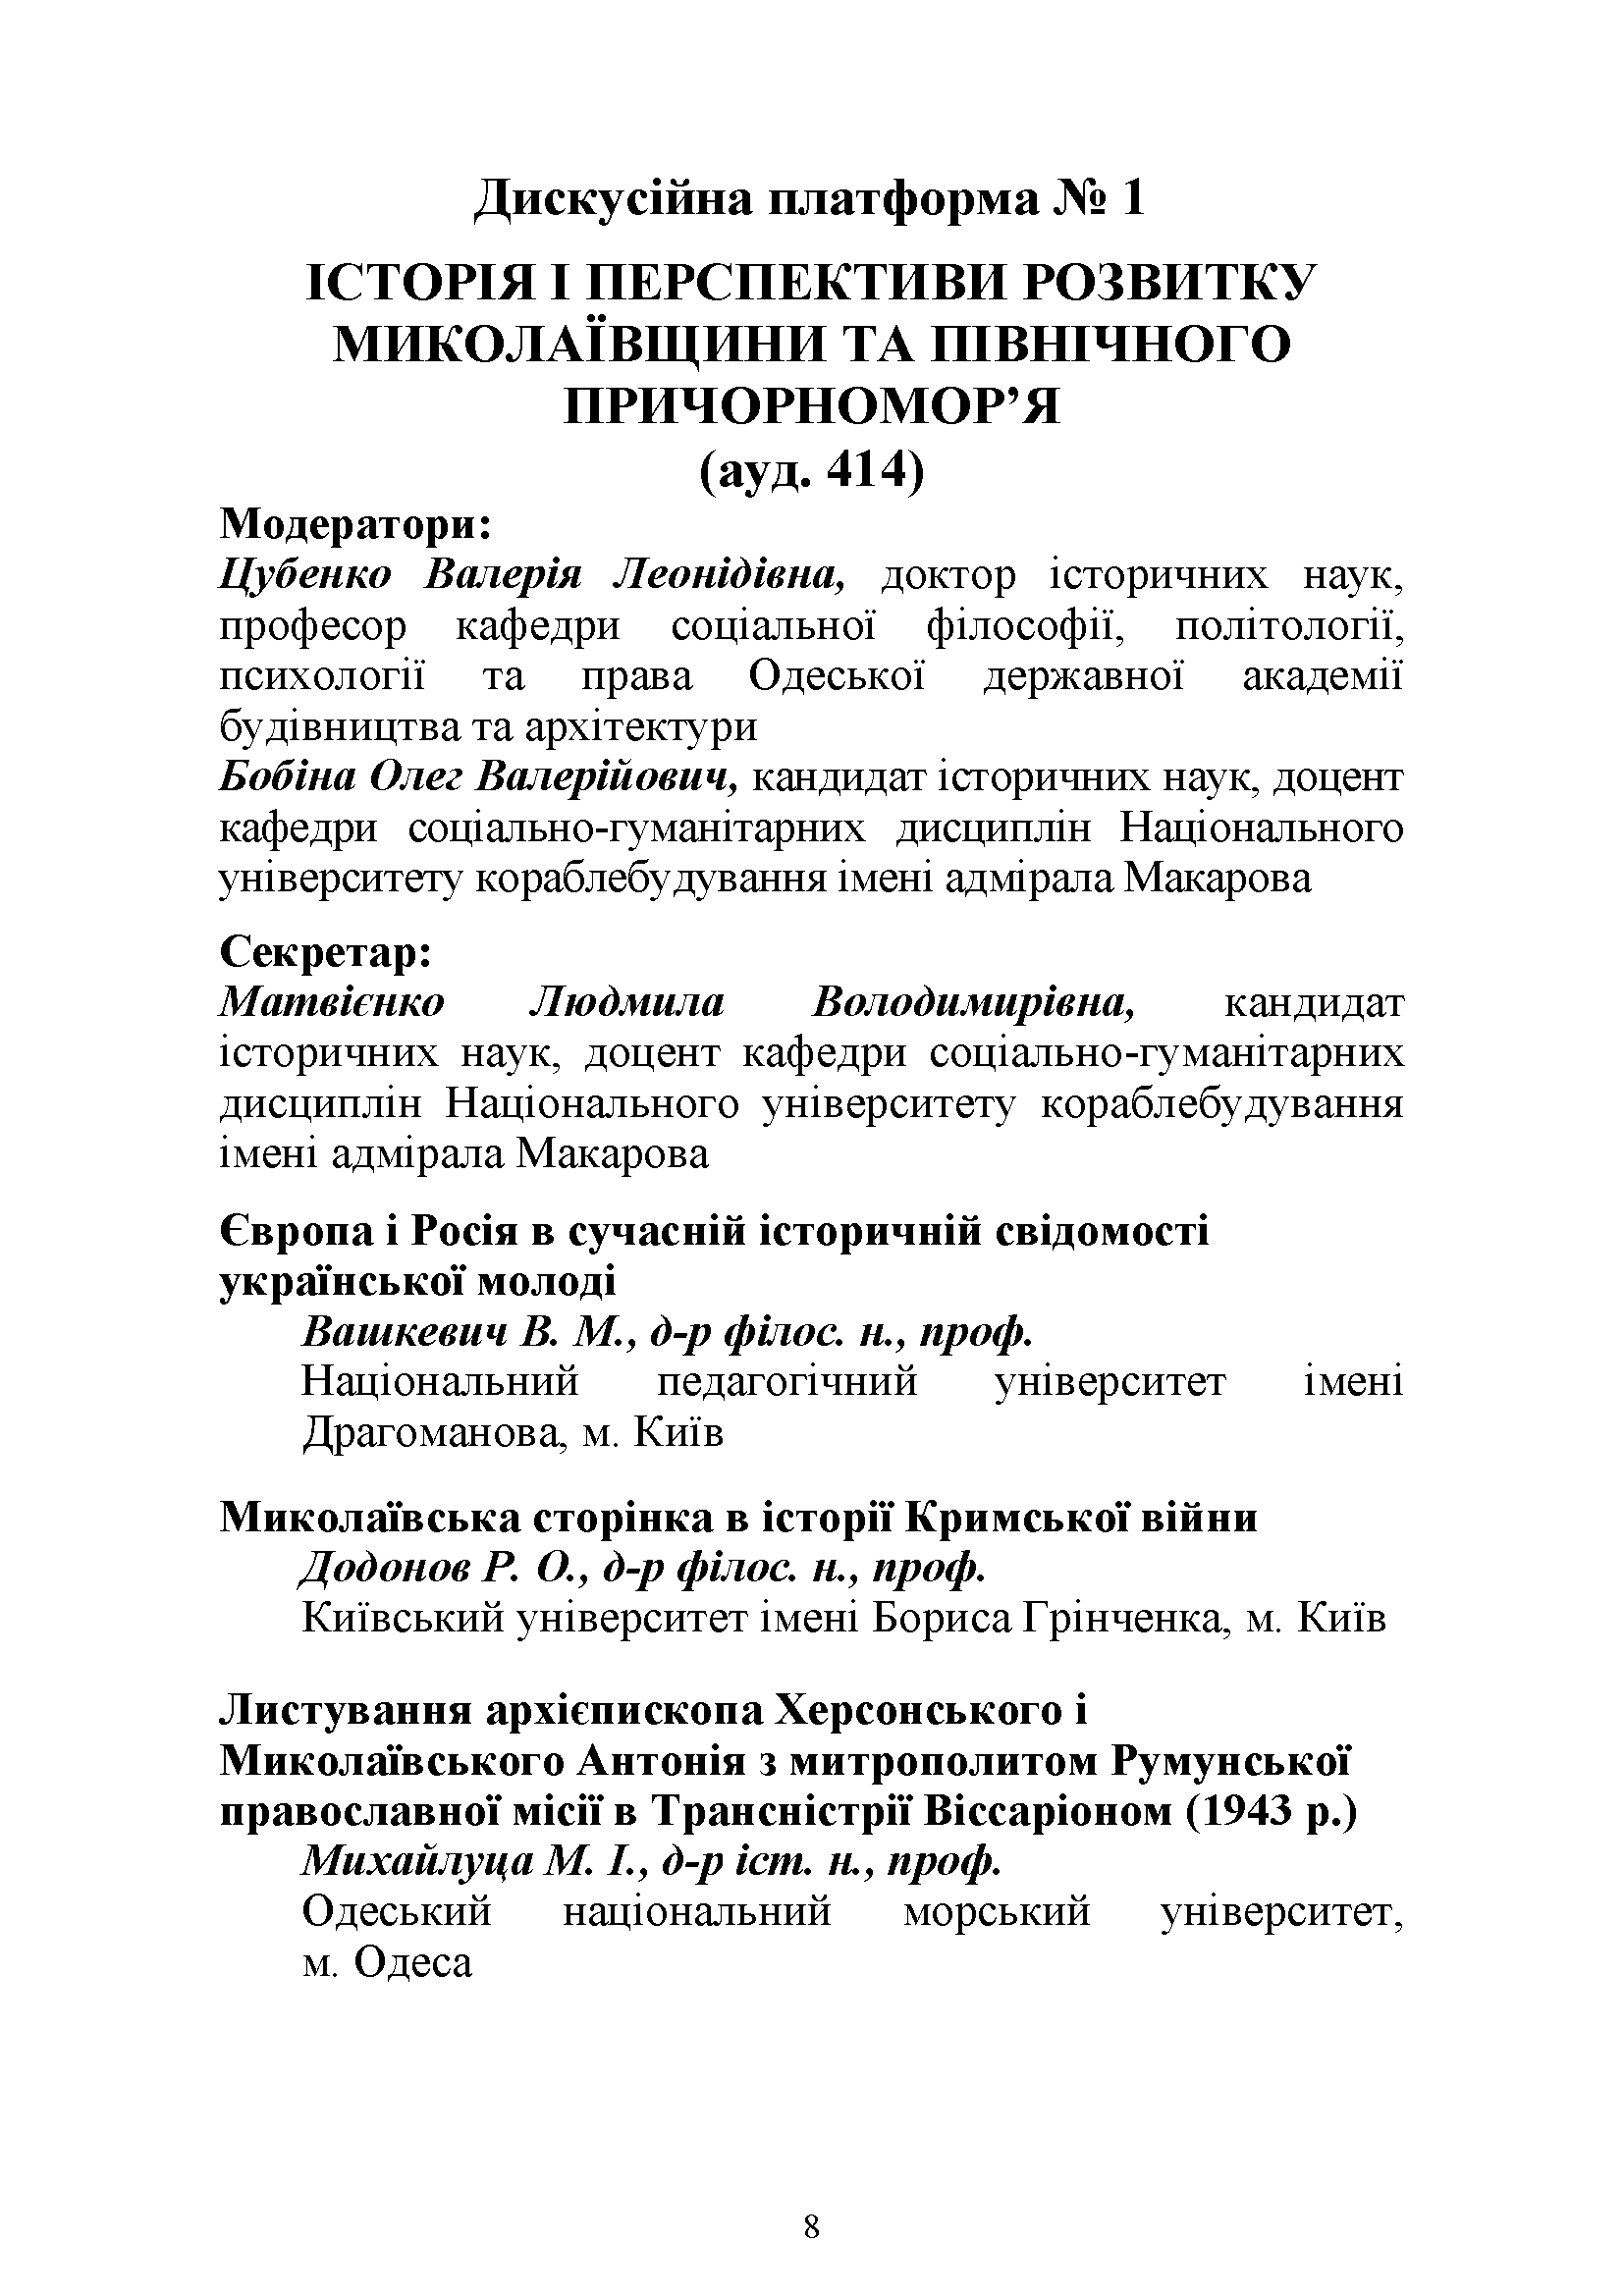 Дискусійна платформа № 1
ІСТОРІЯ І ПЕРСПЕКТИВИ РОЗВИТКУ
МИКОЛАЇВЩИНИ ТА ПІВНІЧНОГО
ПРИЧОРНОМОР’Я
(ауд. 414)
Модератори:
Цубенко Валерія Леонідівна, доктор історичних наук,
професор кафедри соціальної філософії, політології,
психології та права Одеської державної академії
будівництва та архітектури
Бобіна Олег Валерійович, кандидат історичних наук, доцент
кафедри соціально-гуманітарних дисциплін Національного
університету кораблебудування імені адмірала Макарова
Секретар:
Матвієнко Людмила Володимирівна, кандидат
історичних наук, доцент кафедри соціально-гуманітарних
дисциплін Національного університету кораблебудування
імені адмірала Макарова
Європа і Росія в сучасній історичній свідомості
української молоді
Вашкевич В. М., д-р філос. н., проф.
Національний педагогічний університет імені
Драгоманова, м. Київ
Миколаївська сторінка в історії Кримської війни
Додонов Р. О., д-р філос. н., проф.
Київський університет імені Бориса Грінченка, м. Київ
Листування архієпископа Херсонського і
Миколаївського Антонія з митрополитом Румунської
православної місії в Трансністрії Віссаріоном (1943 р.)
Михайлуца М. І., д-р іст. н., проф.
Одеський національний морський університет,
м. Одеса
8